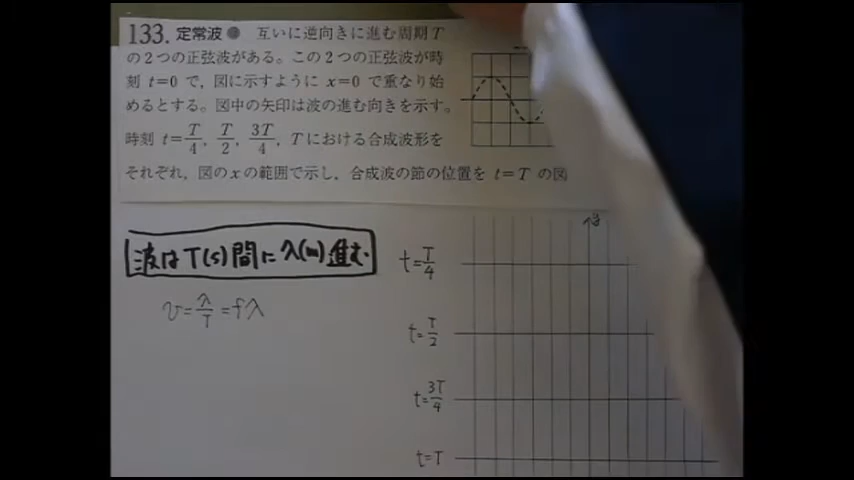 133. 定常波 互いに逆向きに進む周期T
の2つの正弦波がある。この2つの正弦波が時
刻 t=0 で, 図に示すように x=0 で重なり始
めるとする。図中の矢印は波の進む向きを示す。
時刻 t=T/4, T/2, 3T/4, T における合成波形を
それぞれ, 図のxの範囲で示し, 合成波の節の位置を t=T の図
波は T(s)間に λ(m)進む
v=λ/T=fλ
y
t=T/4
t=T/2
t=3T/4
t=T